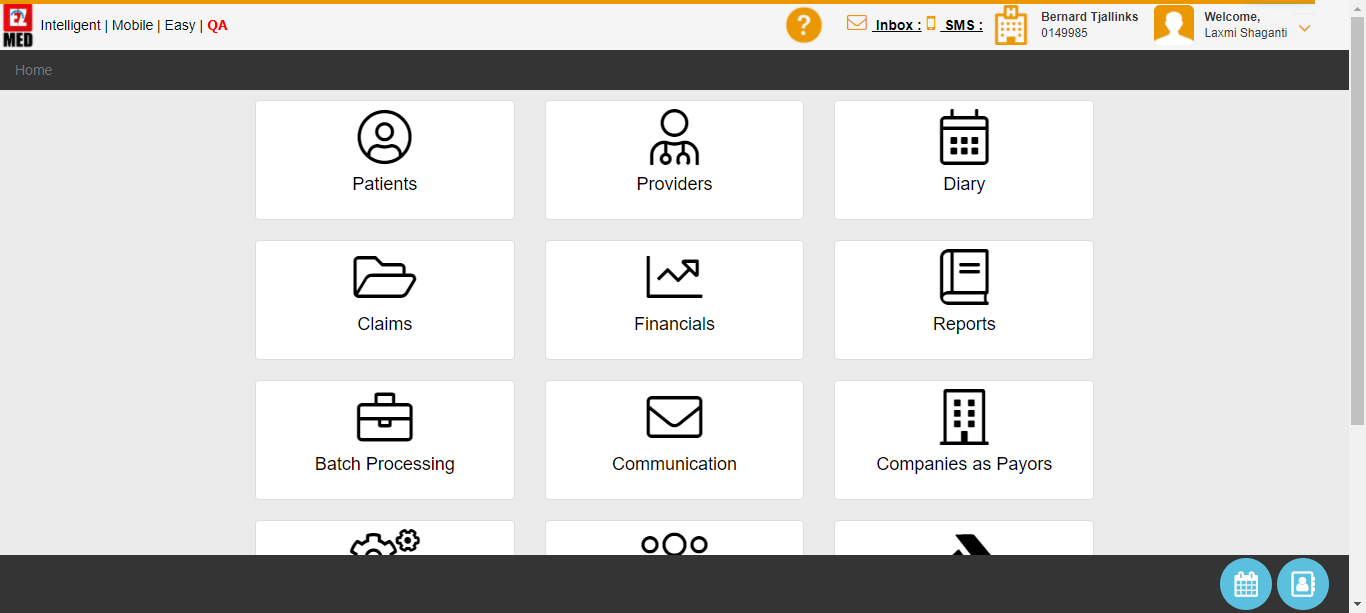 EZ
MED
Intelligent | Mobile | Easy | QA
?
Inbox :
SMS :
H
Bernard Tjallinks
0149985
Welcome,
Laxmi Shaganti
Home
Patients
Providers
Diary
Claims
Financials
Reports
Batch Processing
Communication
Companies as Payors